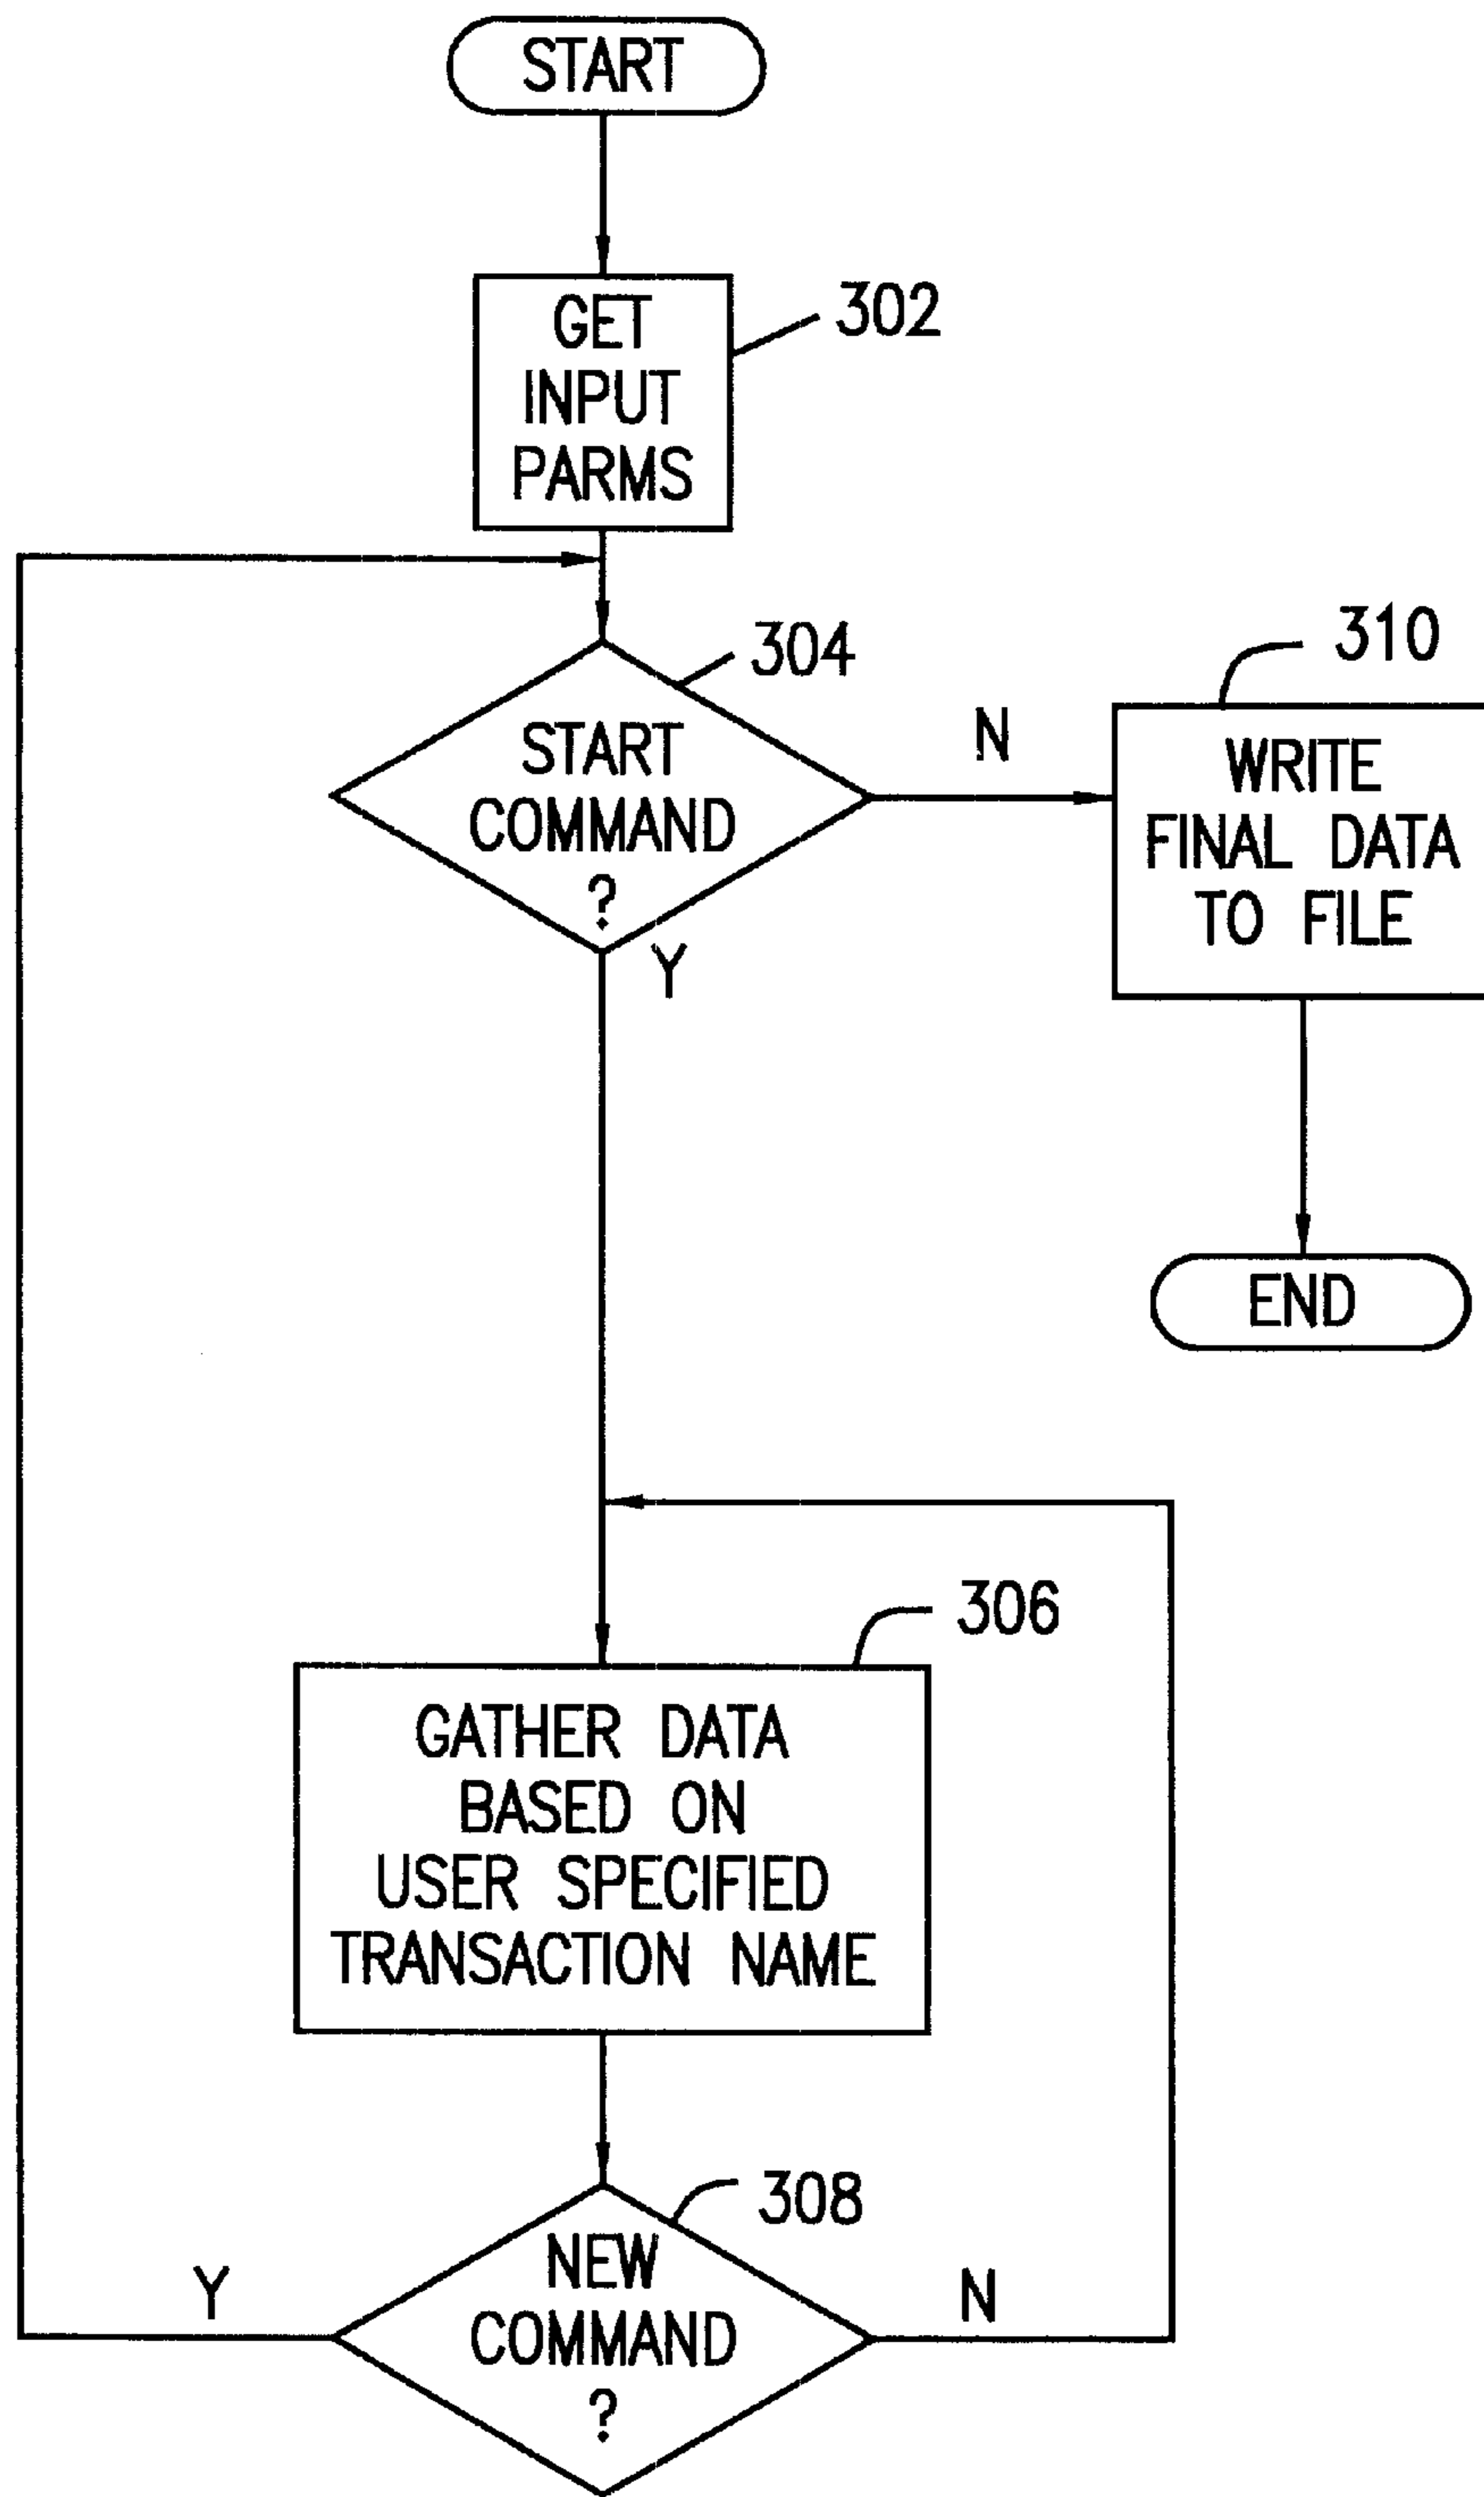 START
GET
INPUT
PARMS
302
304
START
COMMAND
?
N
Y
310
WRITE
FINAL DATA
TO FILE
END
306
GATHER DATA
BASED ON
USER SPECIFIED
TRANSACTION NAME
308
NEW
COMMAND
?
Y
N